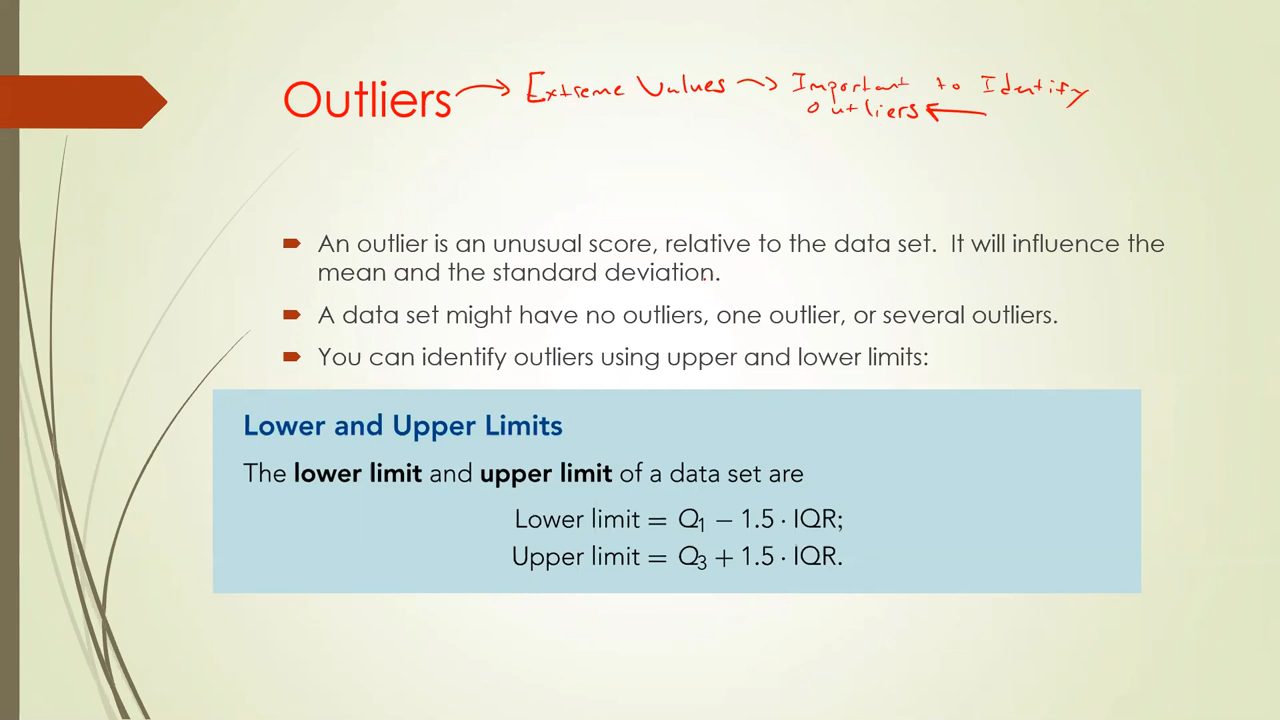 Outliers → Extreme Values → Important to Identify
Outliers ←
An outlier is an unusual score, relative to the data set. It will influence the
mean and the standard deviation.
A data set might have no outliers, one outlier, or several outliers.
You can identify outliers using upper and lower limits:
Lower and Upper Limits
The lower limit and upper limit of a data set are
Lower limit = Q₁ − 1.5 · IQR;
Upper limit = Q₃ + 1.5 · IQR.